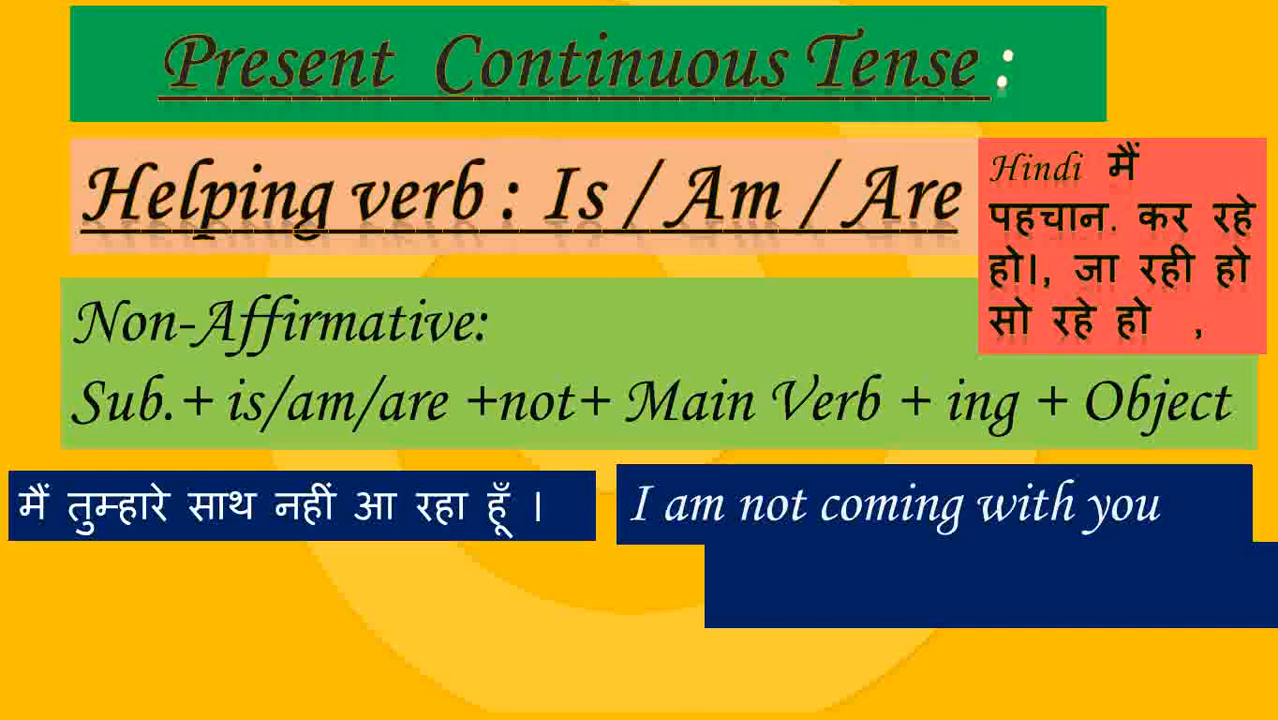 Present Continuous Tense :
Helping verb : Is / Am / Are
Hindi मैं
पहचान. कर रहे
हो।, जा रही हो
सो रहे हो ,
Non-Affirmative:
Sub.+ is/am/are +not+ Main Verb + ing + Object
मैं तुम्हारे साथ नहीं आ रहा हूँ ।
I am not coming with you